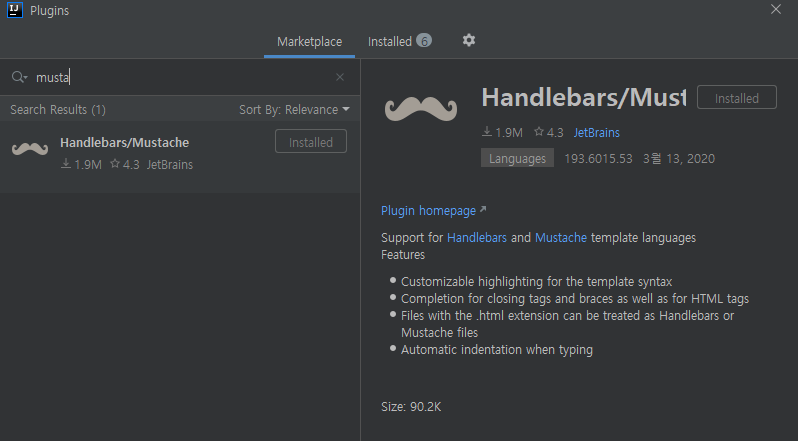 IJ Plugins
Marketplace Installed 6
musta
Search Results (1) Sort By: Relevance
Handlebars/Mustache Installed
1.9M 4.3 JetBrains
Handlebars/Must Installed
1.9M 4.3 JetBrains
Languages 193.6015.53 3월 13, 2020
Plugin homepage
Support for Handlebars and Mustache template languages
Features
Customizable highlighting for the template syntax
Completion for closing tags and braces as well as for HTML tags
Files with the .html extension can be treated as Handlebars or
Mustache files
Automatic indentation when typing
Size: 90.2K